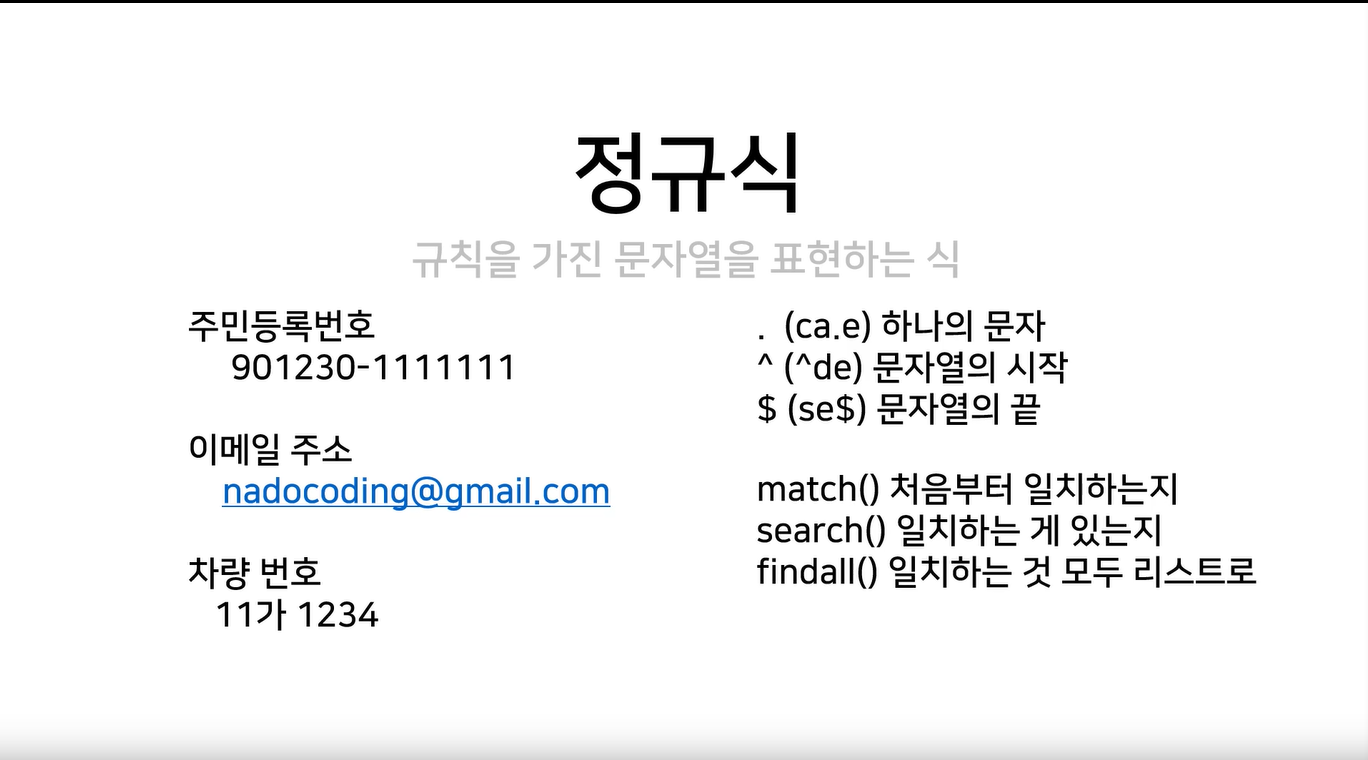 정규식
규칙을 가진 문자열을 표현하는 식
주민등록번호
901230-1111111
이메일 주소
nadocoding@gmail.com
차량 번호
11가 1234
. (ca.e) 하나의 문자
^ (^de) 문자열의 시작
$ (se$) 문자열의 끝
match() 처음부터 일치하는지
search() 일치하는 게 있는지
findall() 일치하는 것 모두 리스트로